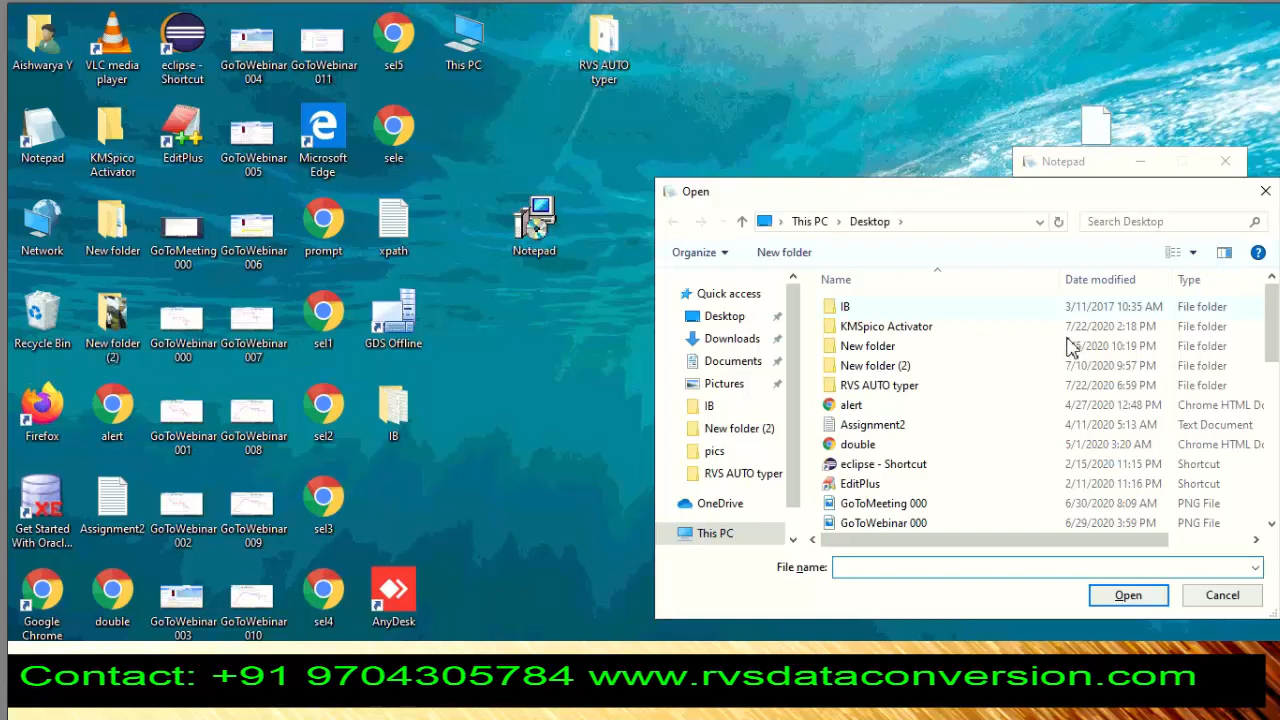 Aishwarya Y
VLC media
player
eclipse -
Shortcut
GoToWebinar
004
GoToWebinar
011
sel5
This PC
RVS AUTO
typer
Notepad
KMSpico
Activator
EditPlus
GoToWebinar
005
Microsoft
Edge
sele
Network
New folder
GoToMeeting
000
GoToWebinar
006
prompt
xpath
Notepad
Recycle Bin
New folder
(2)
GoToWebinar
000
GoToWebinar
007
sel1
GDS Offline
Firefox
alert
GoToWebinar
001
GoToWebinar
008
sel2
IB
XE
Get Started
With Oracl...
Assignment2
GoToWebinar
002
GoToWebinar
009
sel3
Google
Chrome
double
GoToWebinar
003
GoToWebinar
010
sel4
AnyDesk
Notepad
Open
This PC > Desktop >
Search Desktop
Organize
New folder
Quick access
Desktop
Downloads
Documents
Pictures
IB
New folder (2)
pics
RVS AUTO typer
OneDrive
This PC
Name Date modified Type
IB 3/11/2017 10:35 AM File folder
KMSpico Activator 7/22/2020 2:18 PM File folder
New folder /2020 10:19 PM File folder
New folder (2) 7/10/2020 9:57 PM File folder
RVS AUTO typer 7/22/2020 6:59 PM File folder
alert 4/27/2020 12:48 PM Chrome HTML Do
Assignment2 4/11/2020 5:13 AM Text Document
double 5/1/2020 3:20 AM Chrome HTML Do
eclipse - Shortcut 2/15/2020 11:15 PM Shortcut
EditPlus 2/11/2020 11:16 PM Shortcut
GoToMeeting 000 6/30/2020 8:09 AM PNG File
GoToWebinar 000 6/29/2020 3:59 PM PNG File
File name:
Open
Cancel
Contact: +91 9704305784 www.rvsdataconversion.com